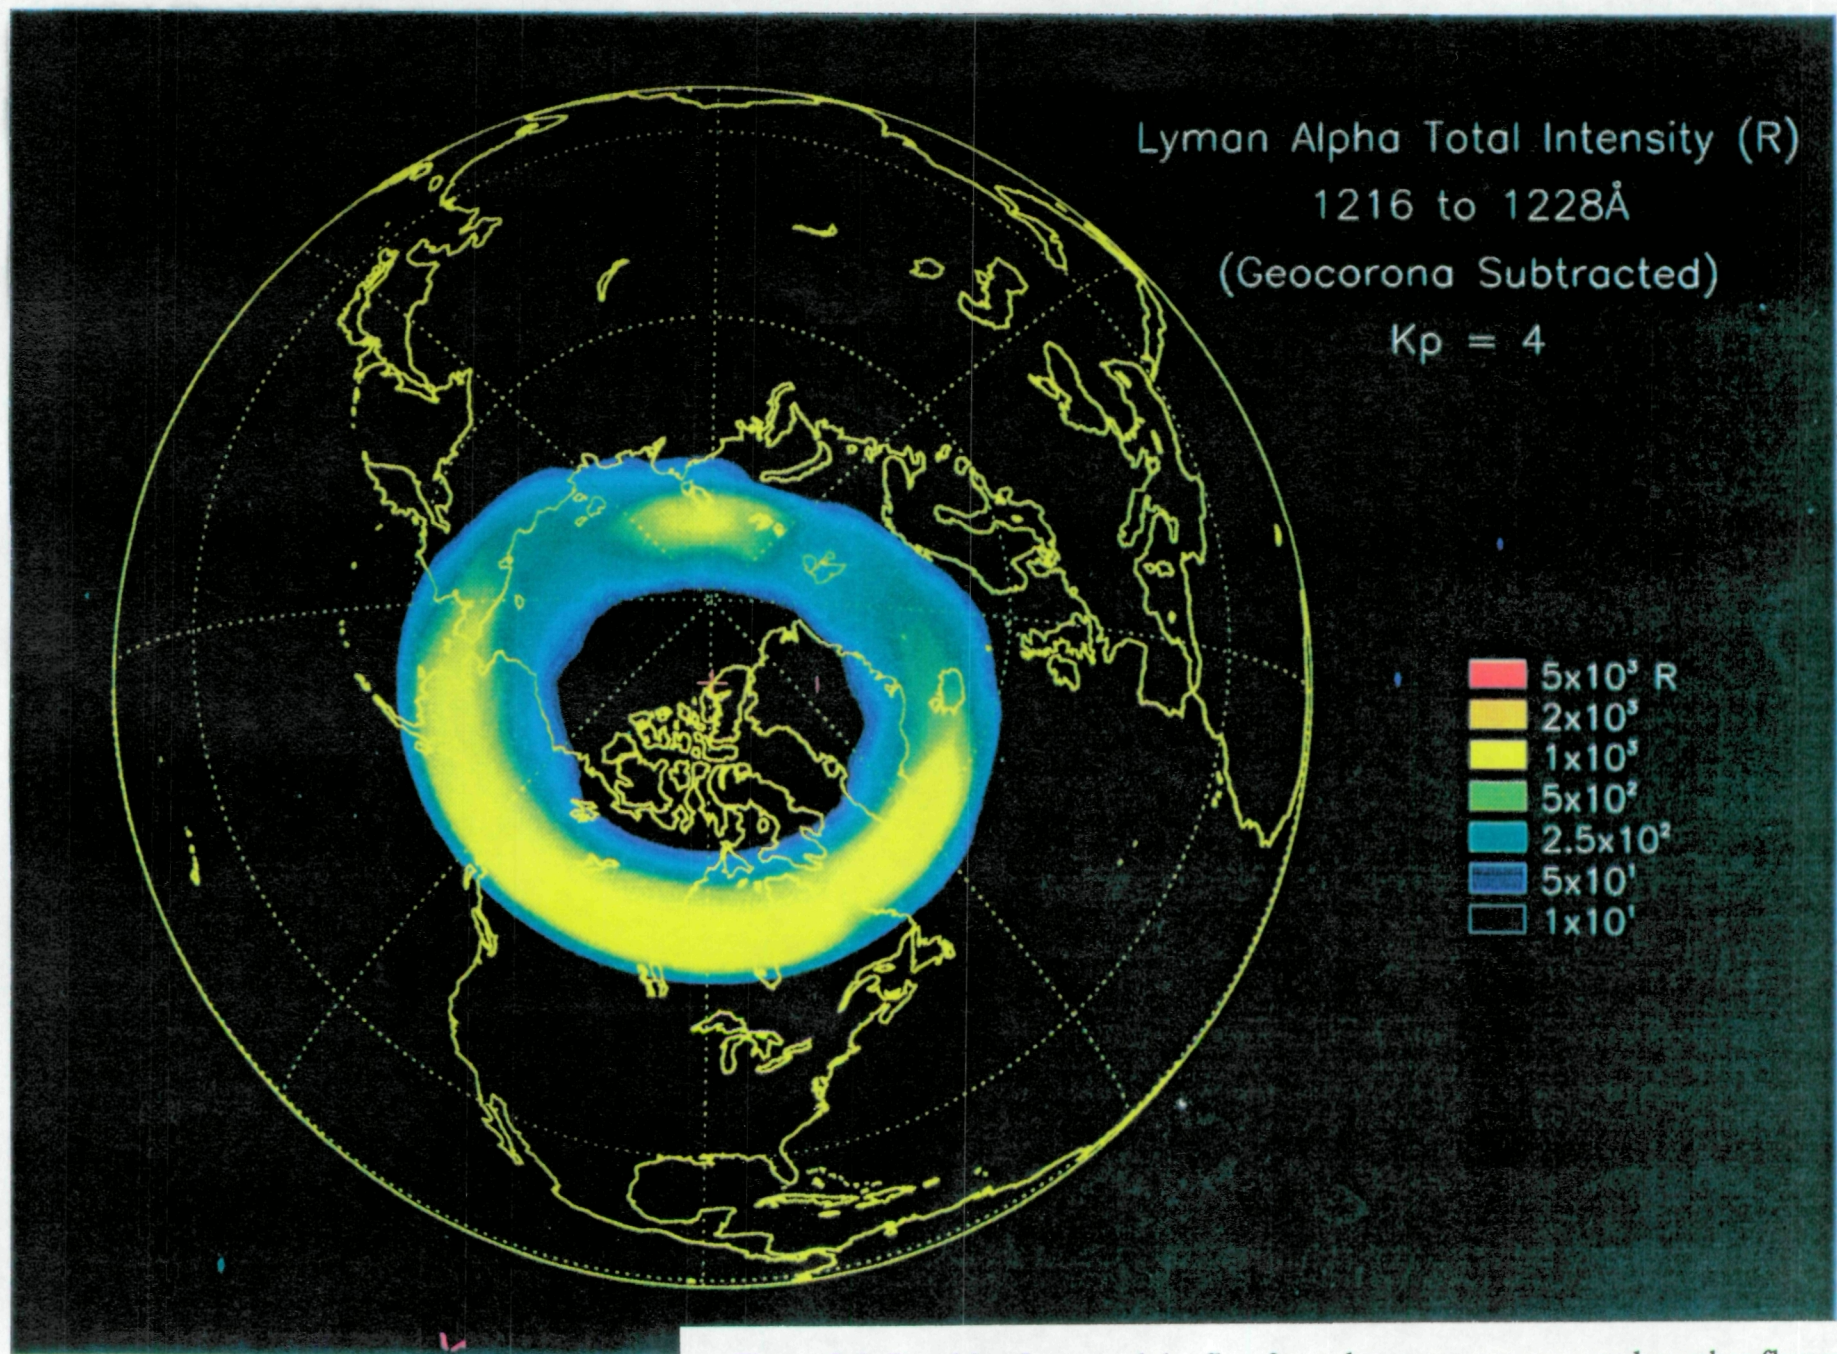 Lyman Alpha Total Intensity (R)
1216 to 1228Å
(Geocorona Subtracted)
Kp = 4
5x10³ R
2x10³
1x10³
5x10²
2.5x10²
5x10¹
1x10¹